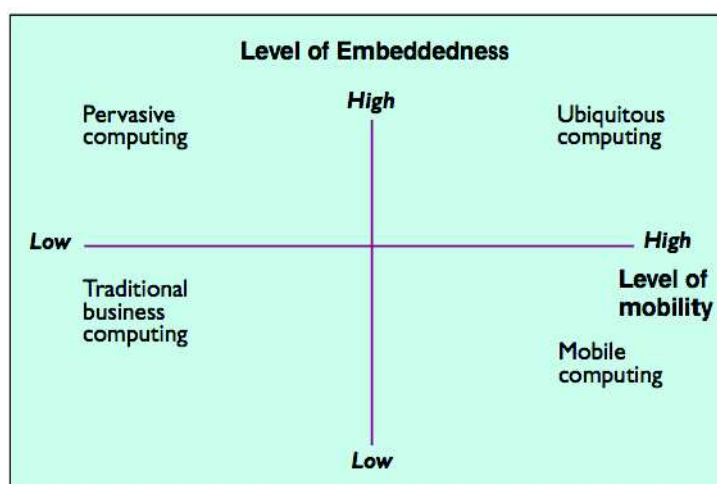 Level of Embeddedness
High
Pervasive
computing
Ubiquitous
computing
Low
High
Level of
mobility
Traditional
business
computing
Mobile
computing
Low